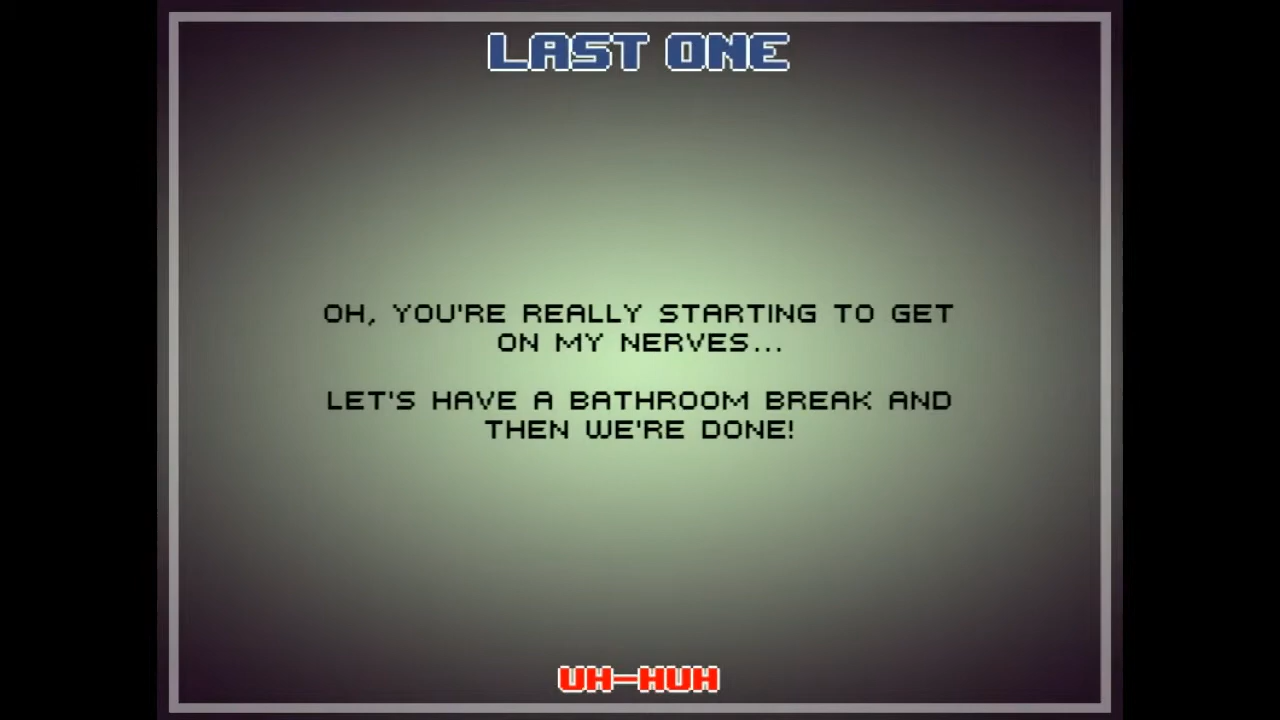 LAST ONE
OH, YOU'RE REALLY STARTING TO GET
ON MY NERVES...
LET'S HAVE A BATHROOM BREAK AND
THEN WE'RE DONE!
UH-HUH